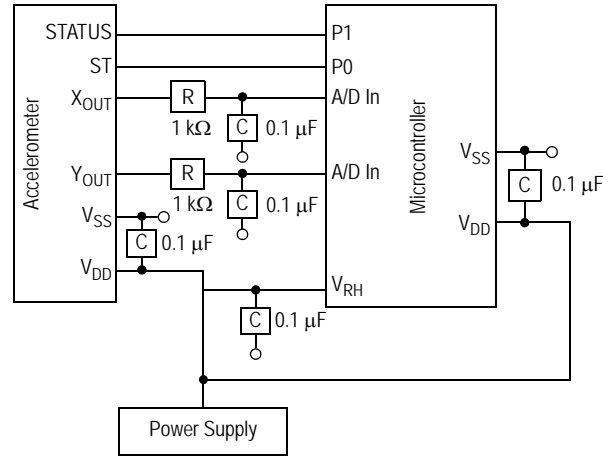 STATUS
P1
ST
P0
XOUT
R
A/D In
1 kΩ
C
0.1 µF
Accelerometer
Microcontroller
YOUT
R
A/D In
1 kΩ
C
0.1 µF
VSS
C
0.1 µF
VDD
VSS
C
0.1 µF
VDD
VRH
C
0.1 µF
Power Supply